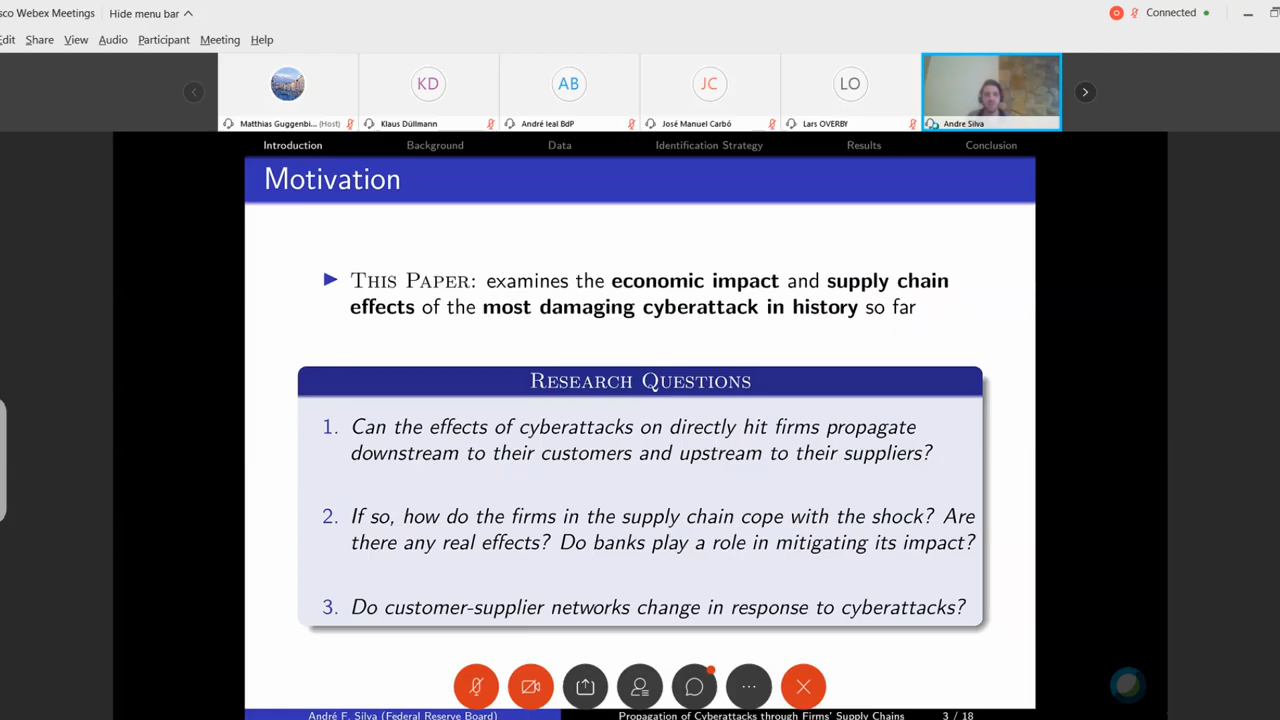 sco Webex Meetings
Hide menu bar
Connected
Edit Share View Audio Participant Meeting Help
KD
AB
JC
LO
Matthias Guggenbi... (Host)
Klaus Düllmann
André leal BdP
José Manuel Carbó
Lars OVERBY
Andre Silva
Introduction Background Data Identification Strategy Results Conclusion
Motivation
THIS PAPER: examines the economic impact and supply chain
effects of the most damaging cyberattack in history so far
RESEARCH QUESTIONS
1. Can the effects of cyberattacks on directly hit firms propagate
downstream to their customers and upstream to their suppliers?
2. If so, how do the firms in the supply chain cope with the shock? Are
there any real effects? Do banks play a role in mitigating its impact?
3. Do customer-supplier networks change in response to cyberattacks?
André F. Silva (Federal Reserve Board) Propagation of Cyberattacks through Firms' Supply Chains 3 / 18